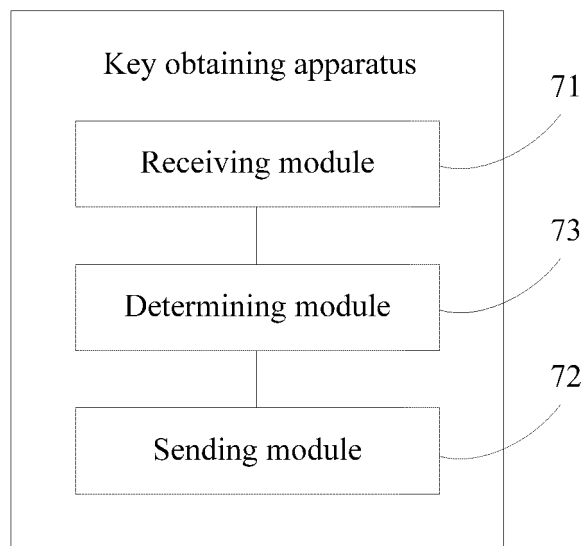 Key obtaining apparatus
71
Receiving module
73
Determining module
72
Sending module